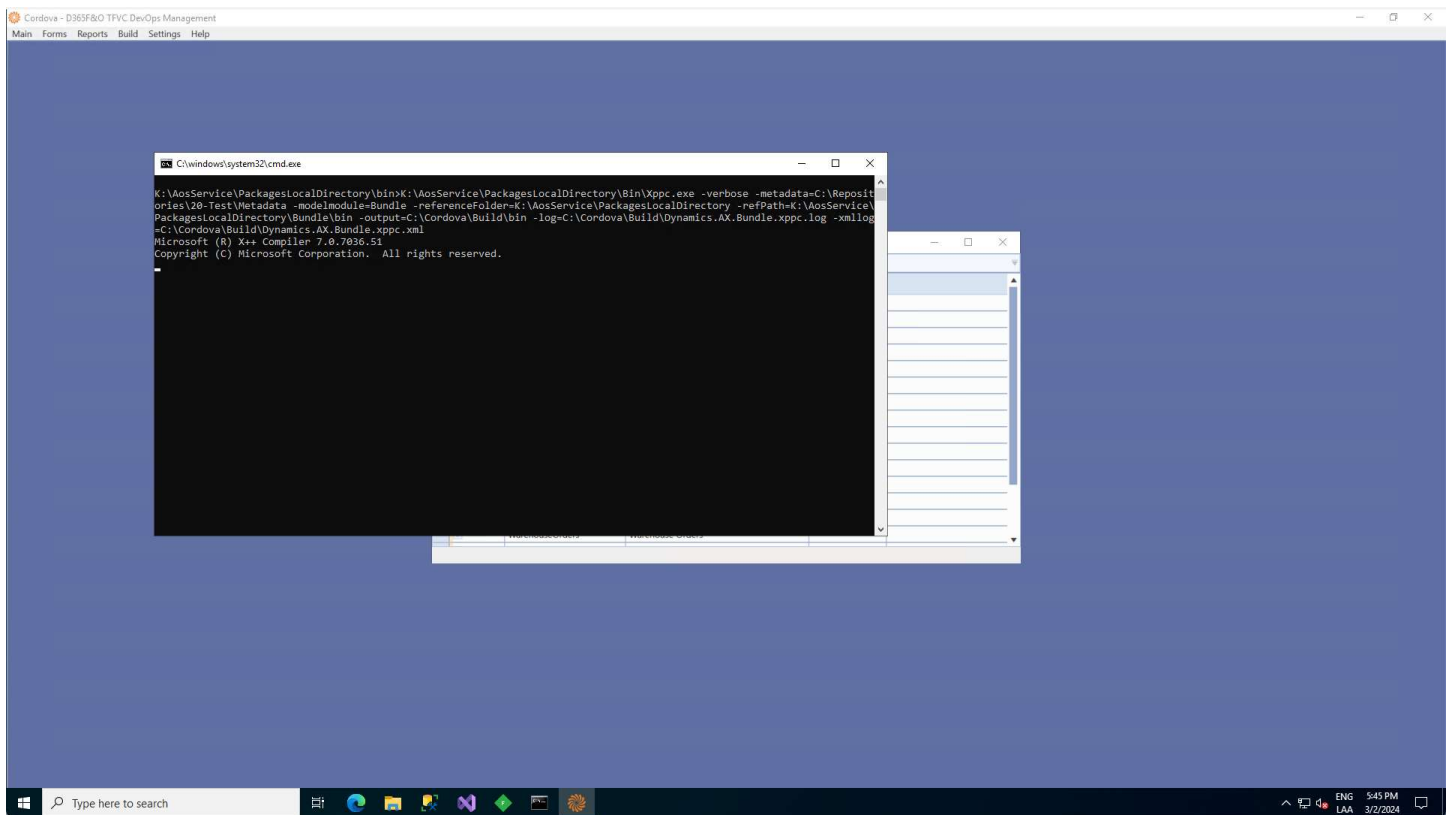 Cordova - D365F&O TFVC DevOps Management
Main Forms Reports Build Settings Help
C:\windows\system32\cmd.exe
K:\AosService\PackagesLocalDirectory\bin>K:\AosService\PackagesLocalDirectory\Bin\Xppc.exe -verbose -metadata=C:\Reposit
ories\20-Test\Metadata -modelmodule=Bundle -referenceFolder=K:\AosService\PackagesLocalDirectory -refPath=K:\AosService\
PackagesLocalDirectory\Bundle\bin -output=C:\Cordova\Build\bin -log=C:\Cordova\Build\Dynamics.AX.Bundle.xppc.log -xmllog
=C:\Cordova\Build\Dynamics.AX.Bundle.xppc.xml
Microsoft (R) X++ Compiler 7.0.7036.51
Copyright (C) Microsoft Corporation. All rights reserved.
WarehouseOrders Warehouse Orders
Type here to search
ENG 5:45 PM
LAA 3/2/2024